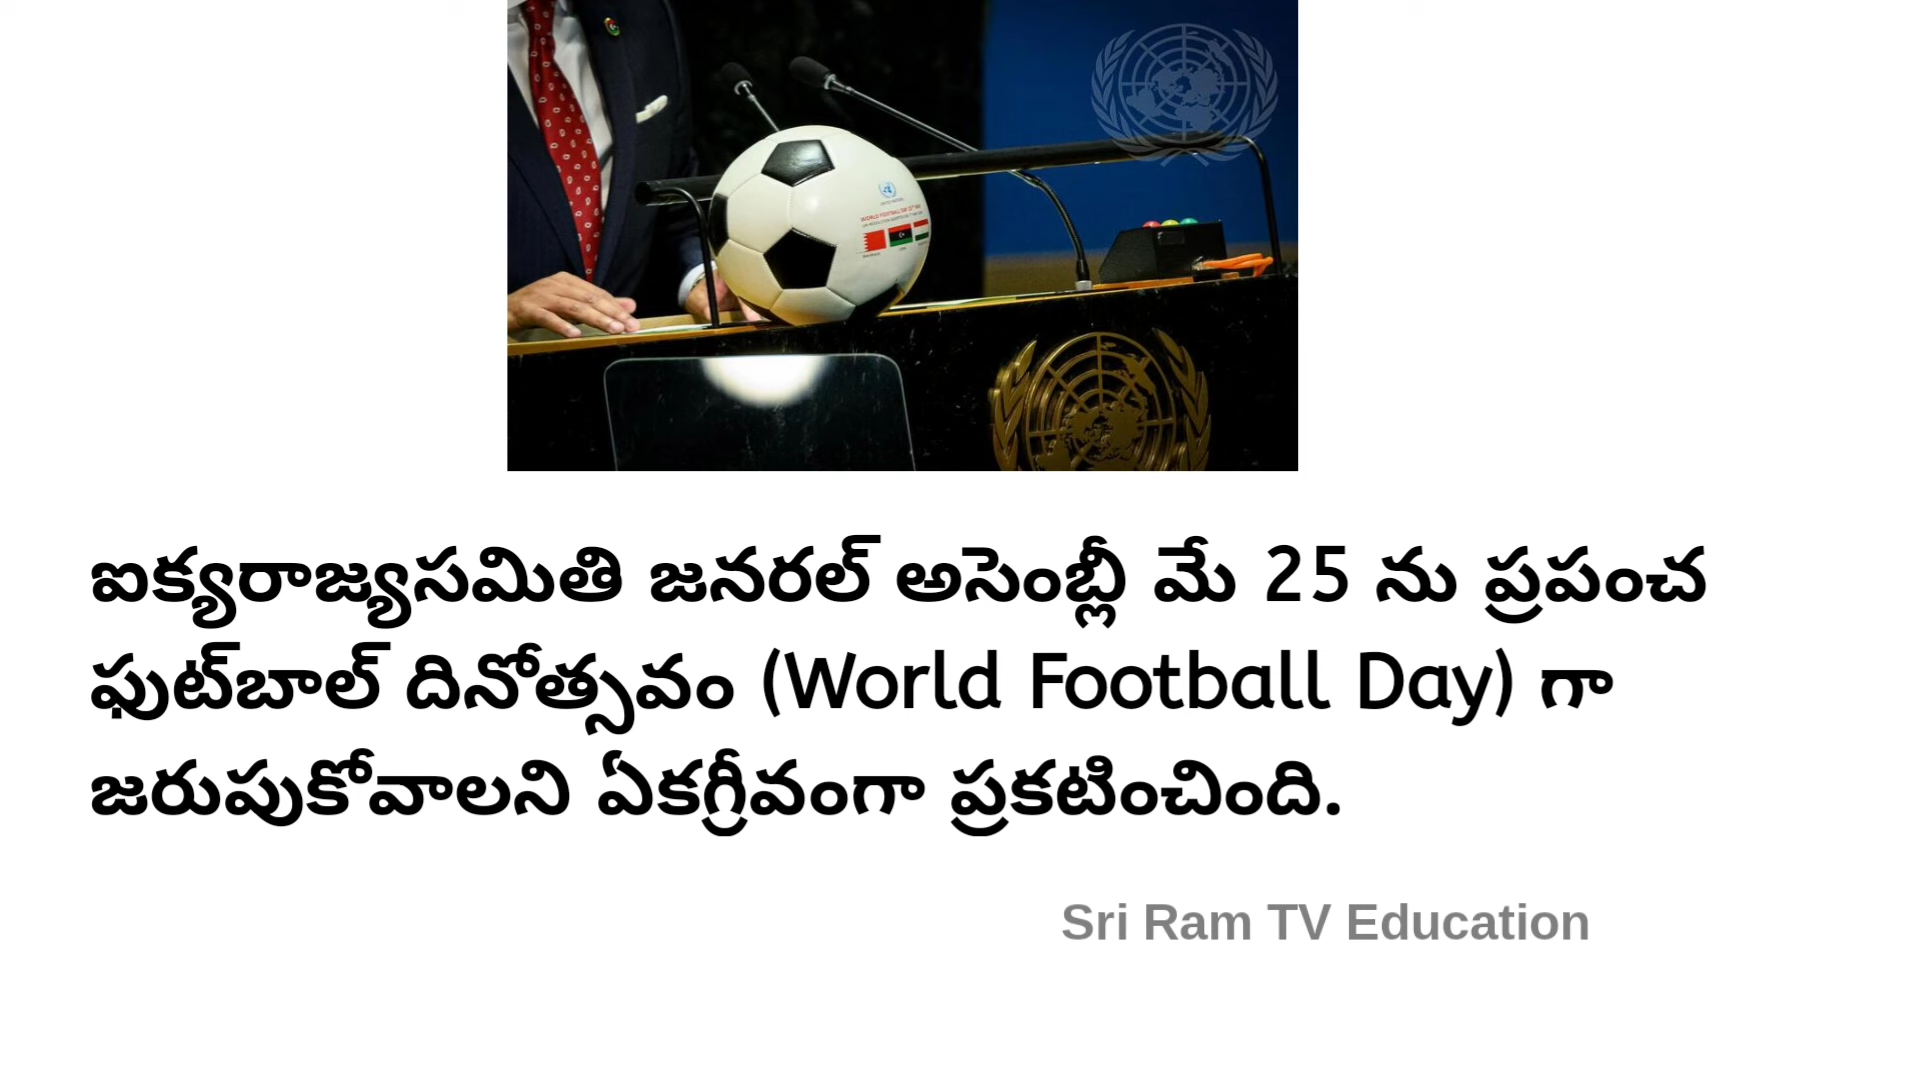 ఐక్యరాజ్యసమితి జనరల్ అసెంబ్లీ మే 25 ను ప్రపంచ
ఫుట్‌బాల్ దినోత్సవం (World Football Day) గా
జరుపుకోవాలని ఏకగ్రీవంగా ప్రకటించింది.
Sri Ram TV Education